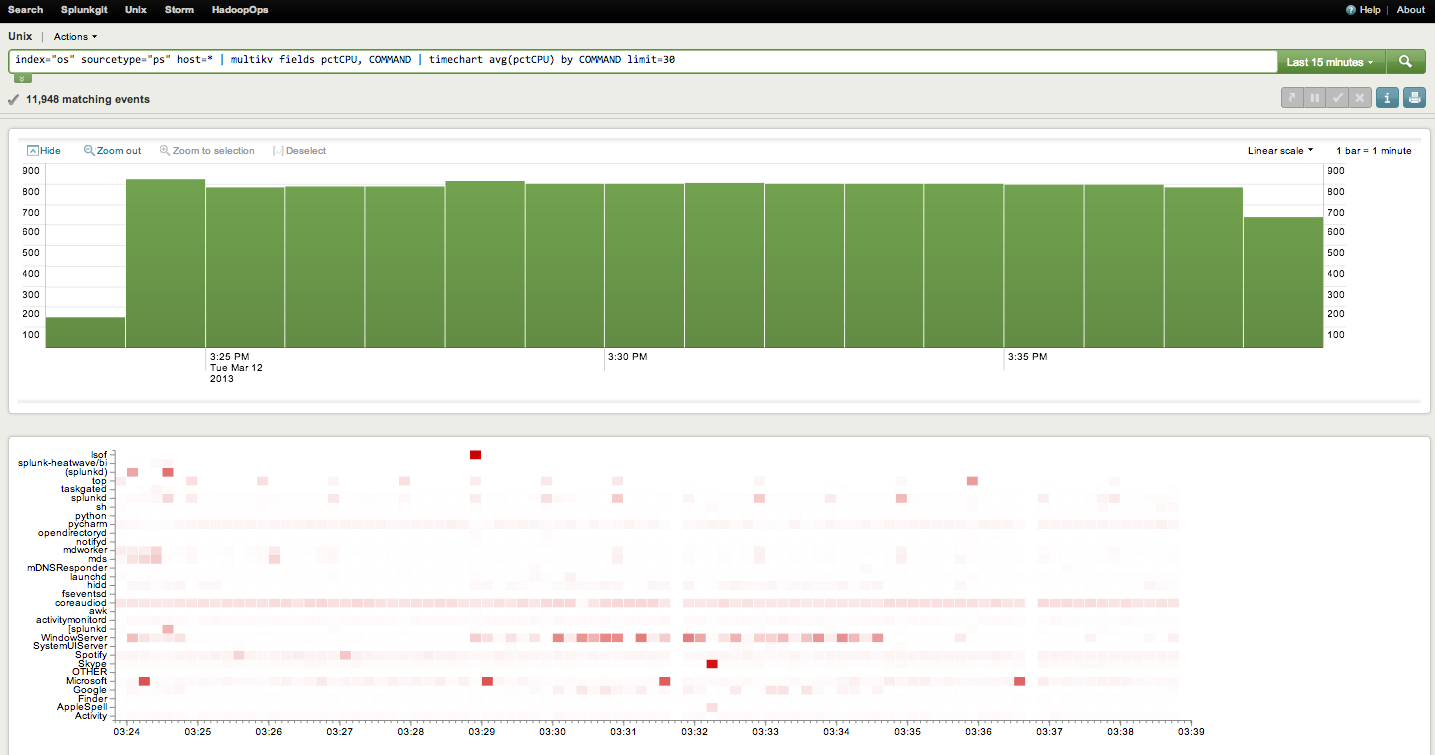 Search Splunkgit Unix Storm HadoopOps Help | About
Unix | Actions
index="os" sourcetype="ps" host=* | multikv fields pctCPU, COMMAND | timechart avg(pctCPU) by COMMAND limit=30 Last 15 minutes
11,948 matching events
Hide Zoom out Zoom to selection [..] Deselect Linear scale 1 bar = 1 minute
900 900
800 800
700 700
600 600
500 500
400 400
300 300
200 200
100 100
3:25 PM 3:30 PM 3:35 PM
Tue Mar 12
2013
lsof
splunk-heatwave/bi
(splunkd)
top
taskgated
splunkd
sh
python
pycharm
opendirectoryd
notifyd
mdworker
mds
mDNSResponder
launchd
hidd
fseventsd
coreaudiod
awk
activitymonitord
[splunkd
WindowServer
SystemUIServer
Spotify
Skype
OTHER
Microsoft
Google
Finder
AppleSpell
Activity
03:24 03:25 03:26 03:27 03:28 03:29 03:30 03:31 03:32 03:33 03:34 03:35 03:36 03:37 03:38 03:39